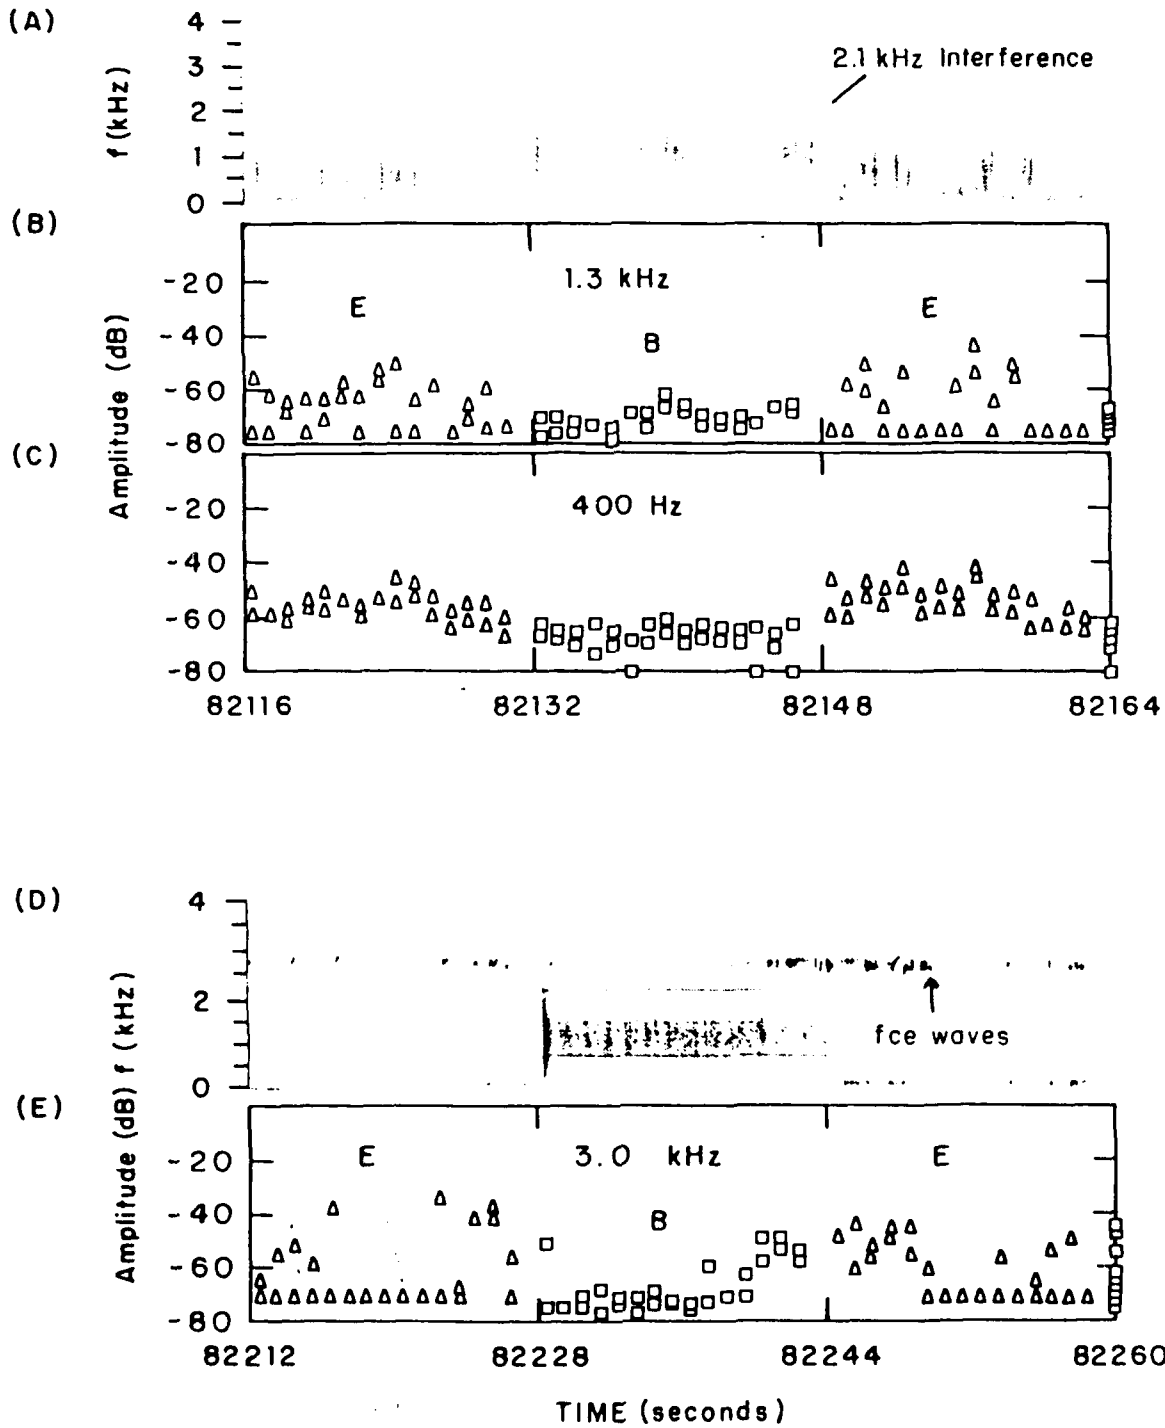 (A)
4
3
2
1
0
f(kHz)
2.1 kHz Interference
(B)
-20
-40
-60
-80
Amplitude (dB)
1.3 kHz
E
B
E
(C)
-20
-40
-60
-80
400 Hz
82116
82132
82148
82164
(D)
4
2
0
f (kHz)
fce waves
(E)
-20
-40
-60
-80
Amplitude (dB)
E
3.0 kHz
B
E
82212
82228
82244
82260
TIME (seconds)